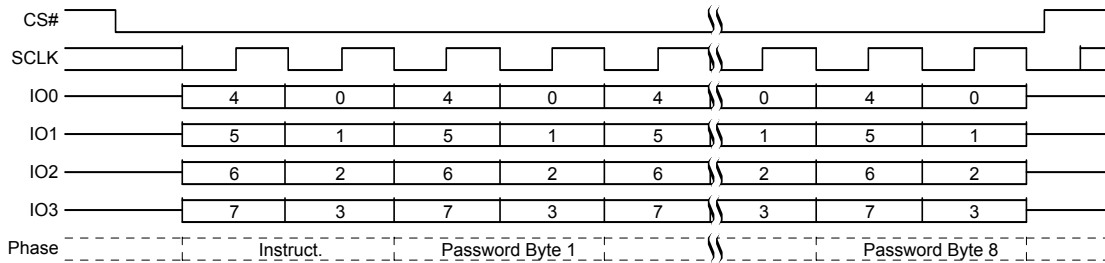 CS#
SCLK
IO0 4 0 4 0 4 0 4 0
IO1 5 1 5 1 5 1 5 1
IO2 6 2 6 2 6 2 6 2
IO3 7 3 7 3 7 3 7 3
Phase Instruct. Password Byte 1 Password Byte 8